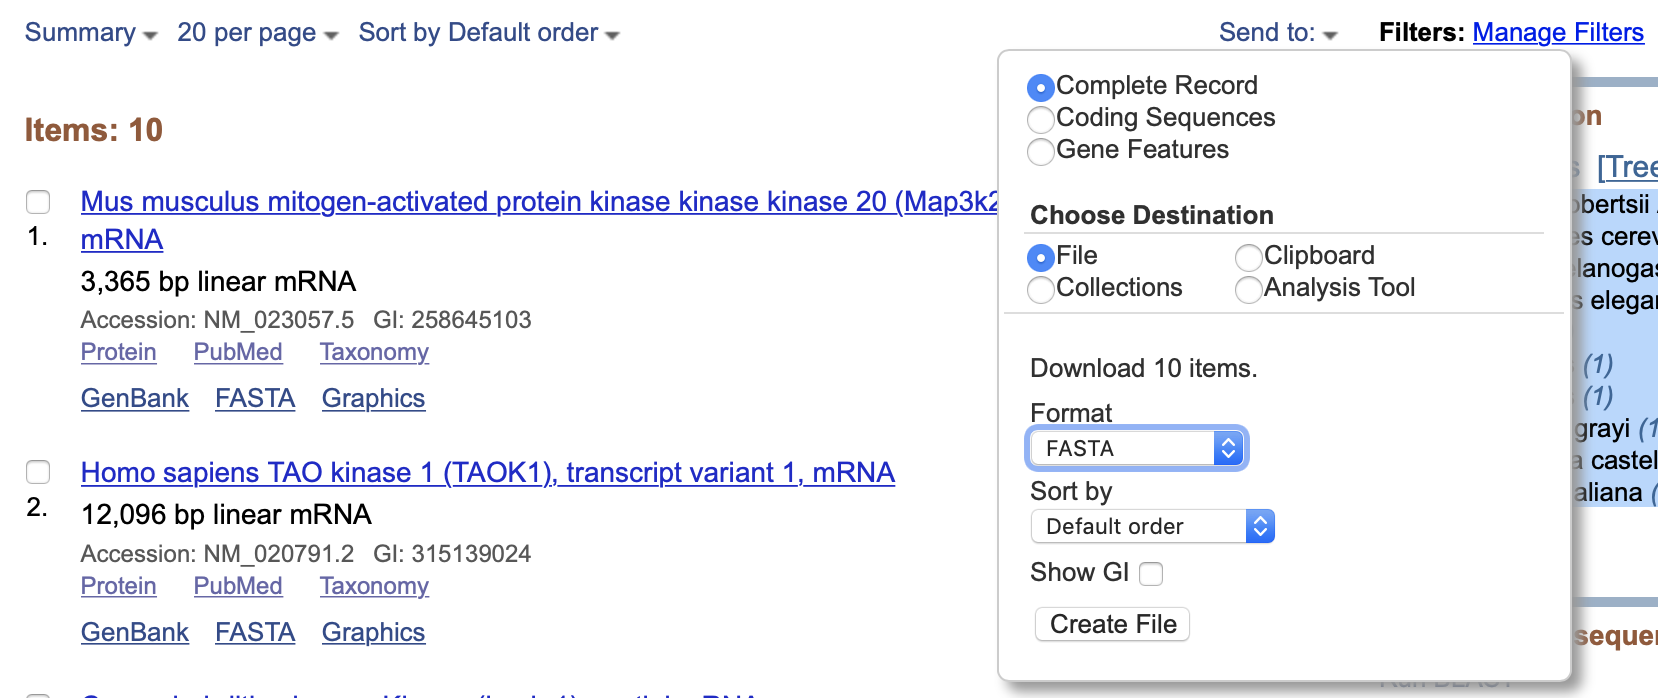 Summary 20 per page Sort by Default order Send to: Filters: Manage Filters
Items: 10
1.
Mus musculus mitogen-activated protein kinase kinase kinase 20 (Map3k2
mRNA
3,365 bp linear mRNA
Accession: NM_023057.5 GI: 258645103
Protein PubMed Taxonomy
GenBank FASTA Graphics
2.
Homo sapiens TAO kinase 1 (TAOK1), transcript variant 1, mRNA
12,096 bp linear mRNA
Accession: NM_020791.2 GI: 315139024
Protein PubMed Taxonomy
GenBank FASTA Graphics
Complete Record
Coding Sequences
Gene Features
Choose Destination
File Clipboard
Collections Analysis Tool
Download 10 items.
Format
FASTA
Sort by
Default order
Show GI
Create File
on
s [Tree
obertsii
es cerev
elanogas
s elegan
(1)
(1)
grayi (1
a castel
aliana (
sequen